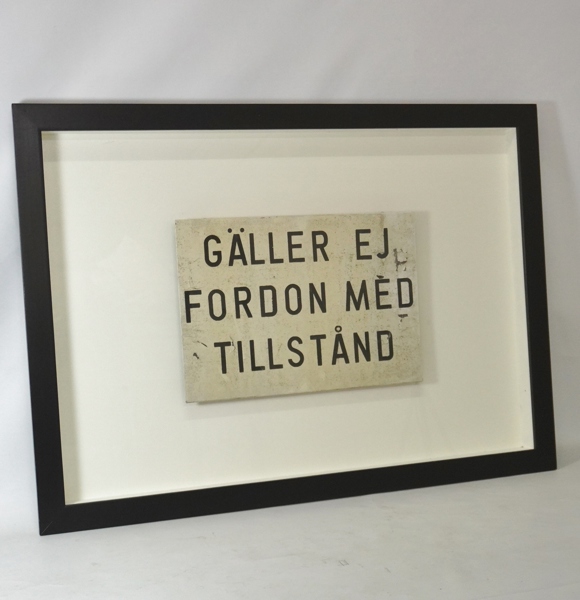 GÄLLER EJ
FORDON MED
TILLSTÅND